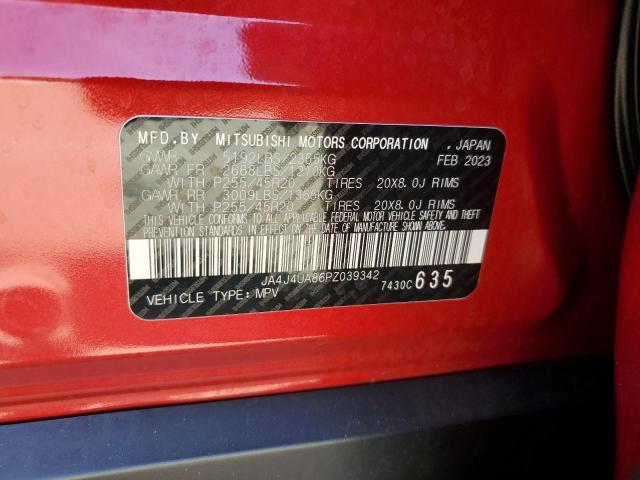 MFD.BY MITSUBISHI MOTORS CORPORATION , JAPAN
GVWR 5192LBS 2355KG FEB 2023
GAWR FR 2668LBS 1210KG
WITH P255/45R20 TIRES 20X8.0J RIMS
GAWR RR 3009LBS 1365KG
WITH P255/45R20 TIRES 20X8.0J RIMS
THIS VEHICLE CONFORMS TO ALL APPLICABLE FEDERAL MOTOR VEHICLE SAFETY AND THEFT
PREVENTION STANDARDS IN EFFECT ON THE DATE OF MANUFACTURE SHOWN ABOVE.
JA4J4UA86PZ039342
VEHICLE TYPE: MPV 7430C 635